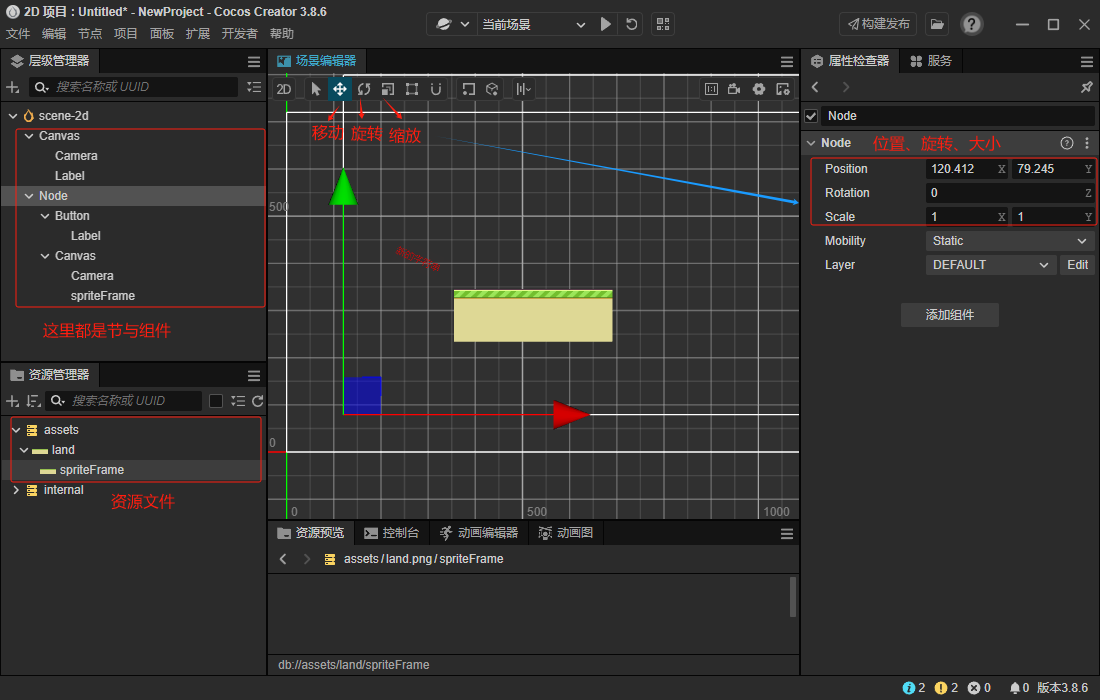 2D 项目 : Untitled* - NewProject - Cocos Creator 3.8.6
文件 编辑 节点 项目 面板 扩展 开发者 帮助
当前场景
构建发布
?
层级管理器
搜索名称或 UUID
scene-2d
Canvas
Camera
Label
Node
Button
Label
Canvas
Camera
spriteFrame
这里都是节与组件
资源管理器
搜索名称或 UUID
assets
land
spriteFrame
internal
资源文件
场景编辑器
2D
移动 旋转 缩放
500
0
0 500 1000
资源预览 控制台 动画编辑器 动画图
assets / land.png / spriteFrame
db://assets/land/spriteFrame
属性检查器 服务
Node
Node 位置、旋转、大小 ?
Position 120.412 X 79.245 Y
Rotation 0 Z
Scale 1 X 1 Y
Mobility Static
Layer DEFAULT Edit
添加组件
2 2 0 0 版本3.8.6